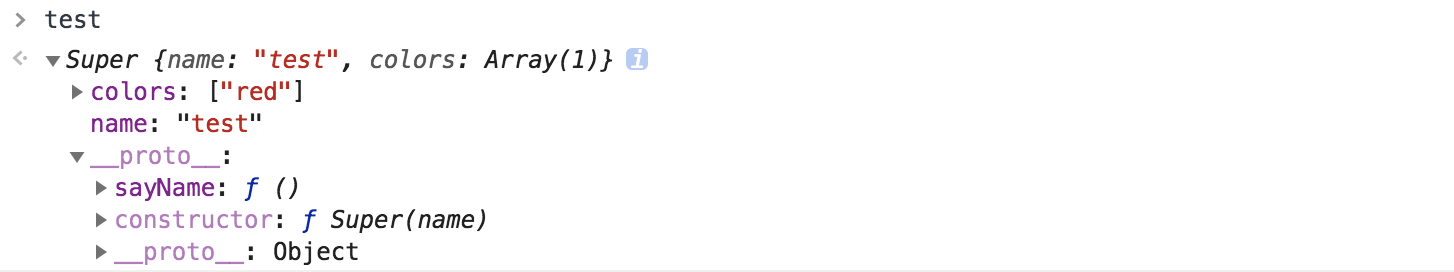 > test
Super {name: "test", colors: Array(1)} i
colors: ["red"]
name: "test"
__proto__:
sayName: ƒ ()
constructor: ƒ Super(name)
__proto__: Object